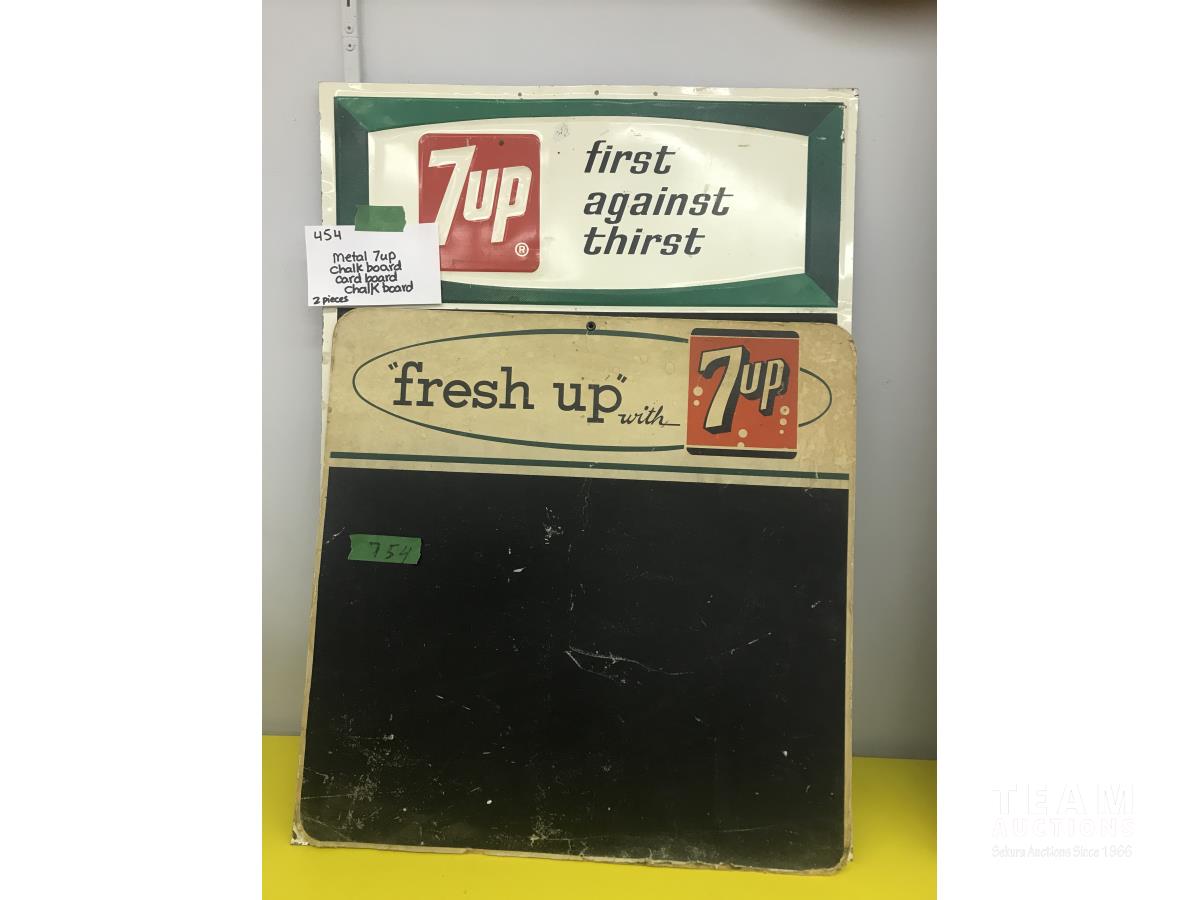 7up®
first
against
thirst
454
Metal 7up
chalk board
card board
chalk board
2 pieces
"fresh up" with
7up
754
TEAM
AUCTIONS
Sekura Auctions Since 1966